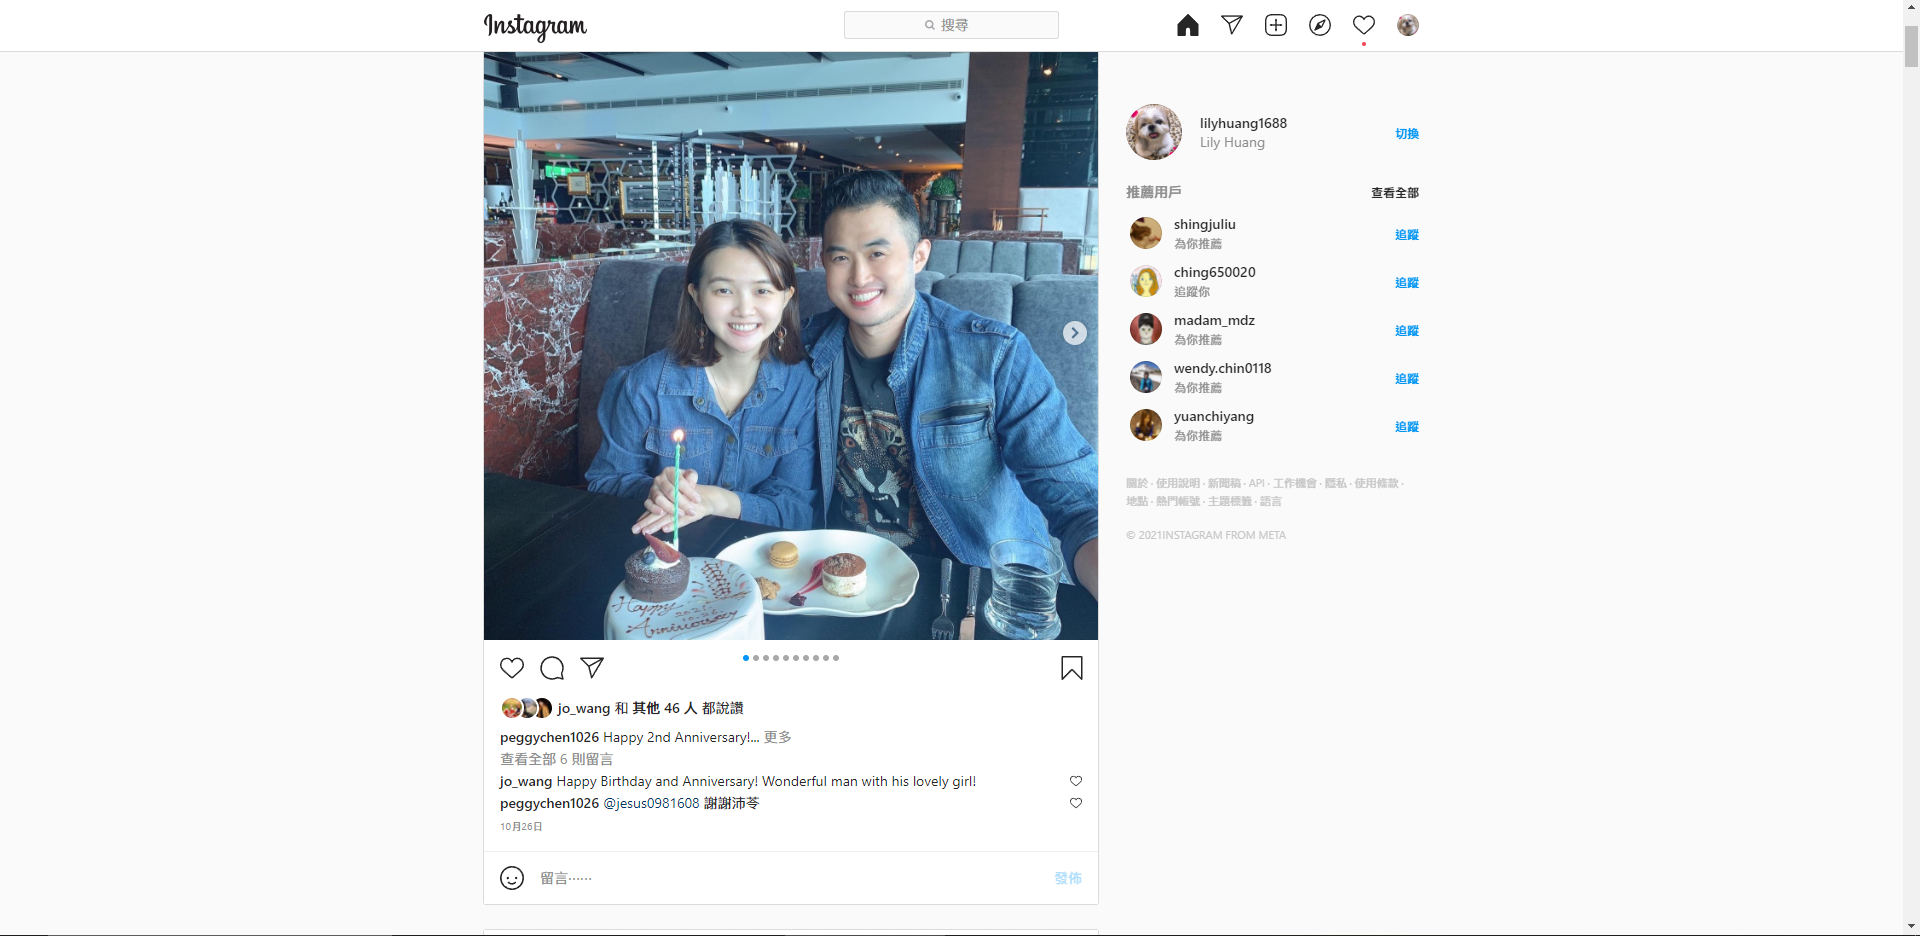 Instagram
搜尋
lilyhuang1688
Lily Huang
切換
推薦用戶
查看全部
shingjuliu
為你推薦
追蹤
ching650020
追蹤你
追蹤
madam_mdz
為你推薦
追蹤
wendy.chin0118
為你推薦
追蹤
yuanchiyang
為你推薦
追蹤
關於 · 使用說明 · 新聞稿 · API · 工作機會 · 隱私 · 使用條款 ·
地點 · 熱門帳號 · 主題標籤 · 語言
© 2021INSTAGRAM FROM META
Happy
2021
10.26
Anniversary
jo_wang 和 其他 46 人 都說讚
peggychen1026 Happy 2nd Anniversary!... 更多
查看全部 6 則留言
jo_wang Happy Birthday and Anniversary! Wonderful man with his lovely girl!
peggychen1026 @jesus0981608 謝謝沛苓
10月26日
留言⋯⋯
發佈